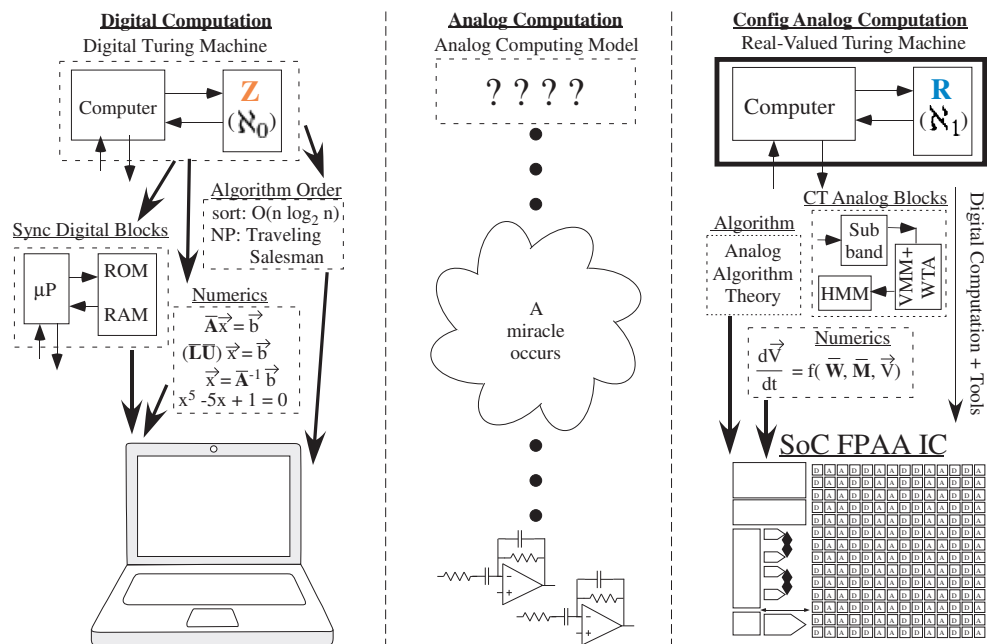 Digital Computation
Digital Turing Machine
Computer
Z
(ℵ0)
Algorithm Order
sort: O(n log2 n)
NP: Traveling
Salesman
Sync Digital Blocks
μP
ROM
RAM
Numerics
A x = b
(LU) x = b
x = A-1 b
x5 -5x + 1 = 0
Analog Computation
Analog Computing Model
? ? ? ?
A
miracle
occurs
Config Analog Computation
Real-Valued Turing Machine
Computer
R
(ℵ1)
CT Analog Blocks
Sub
band
VMM+
WTA
HMM
Algorithm
Analog
Algorithm
Theory
Numerics
dV/dt = f( W, M, V)
Digital Computation + Tools
SoC FPAA IC
D A A D D A A D D A A D D A
D A A D D A A D D A A D D A
D A A D D A A D D A A D D A
D A A D D A A D D A A D D A
D A A D D A A D D A A D D A
D A A D D A A D D A A D D A
D A A D D A A D D A A D D A
D A A D D A A D D A A D D A
D A A D D A A D D A A D D A
D A A D D A A D D A A D D A
D A A D D A A D D A A D D A
D A A D D A A D D A A D D A
D A A D D A A D D A A D D A
D A A D D A A D D A A D D A